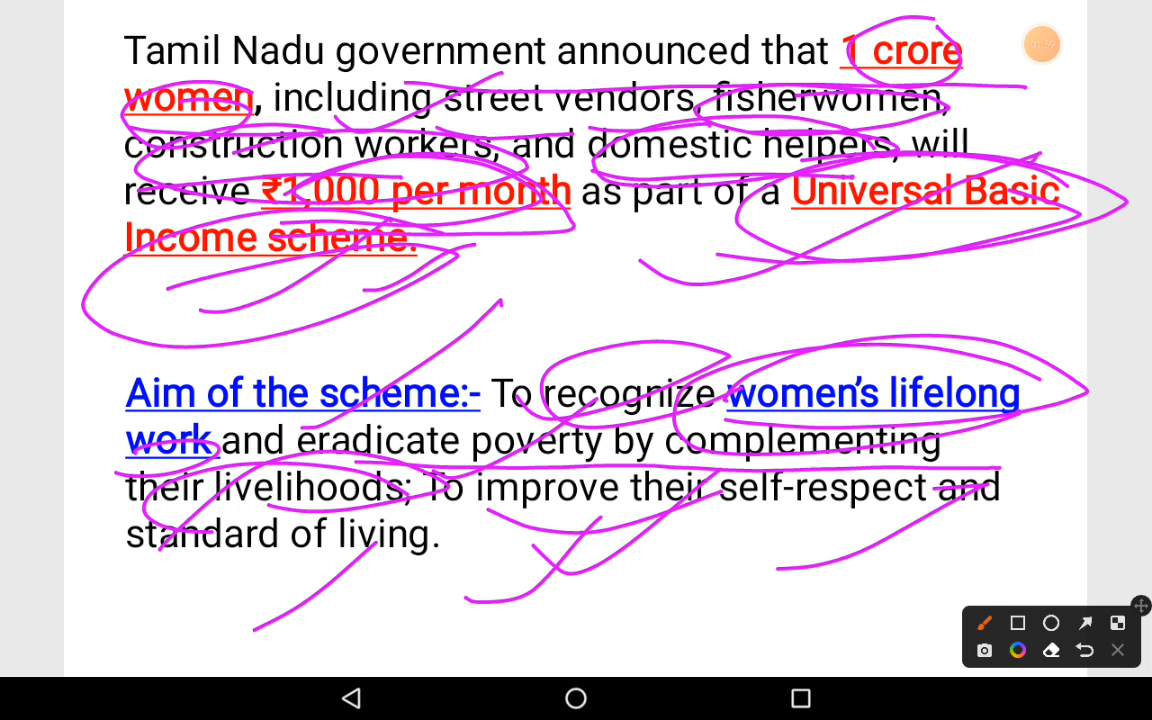 Tamil Nadu government announced that 1 crore
women, including street vendors, fisherwomen,
construction workers, and domestic helpers, will
receive ₹1,000 per month as part of a Universal Basic
Income scheme.
Aim of the scheme:- To recognize women’s lifelong
work and eradicate poverty by complementing
their livelihoods; To improve their self-respect and
standard of living.